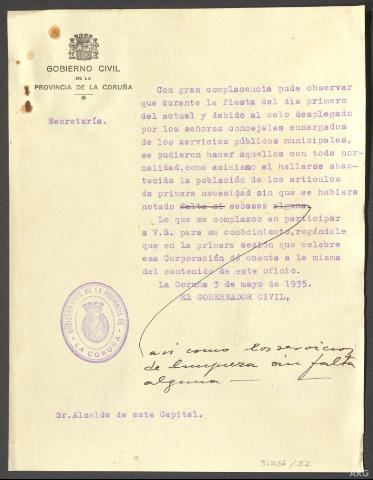 GOBIERNO CIVIL
DE LA
PROVINCIA DE LA CORUÑA
Secretaría.
Con gran complacencia pude observar
que durante la fiesta del día primero
del actual y debido al celo desplegado
por los señores concejales encargados
de los servicios públicos municipales,
se pudieron hacer aquellos con toda nor-
malidad, como asimismo el hallarse abas-
tecida la población de los artículos
de primera necesidad sin que se hubiera
notado falta ni escases alguna.
Lo que me complazco en participar
a V.S. para su conocimiento, rogándole
que en la primera sesión que celebre
esa Corporación dé cuenta a la misma
del contenido de este oficio.
La Coruña 3 de mayo de 1935.
EL GOBERNADOR CIVIL,
GOBIERNO CIVIL DE LA PROVINCIA DE
LA CORUÑA
asi como los servicios
de limpieza sin falta
alguna
Sr. Alcalde de esta Capital.
ARG